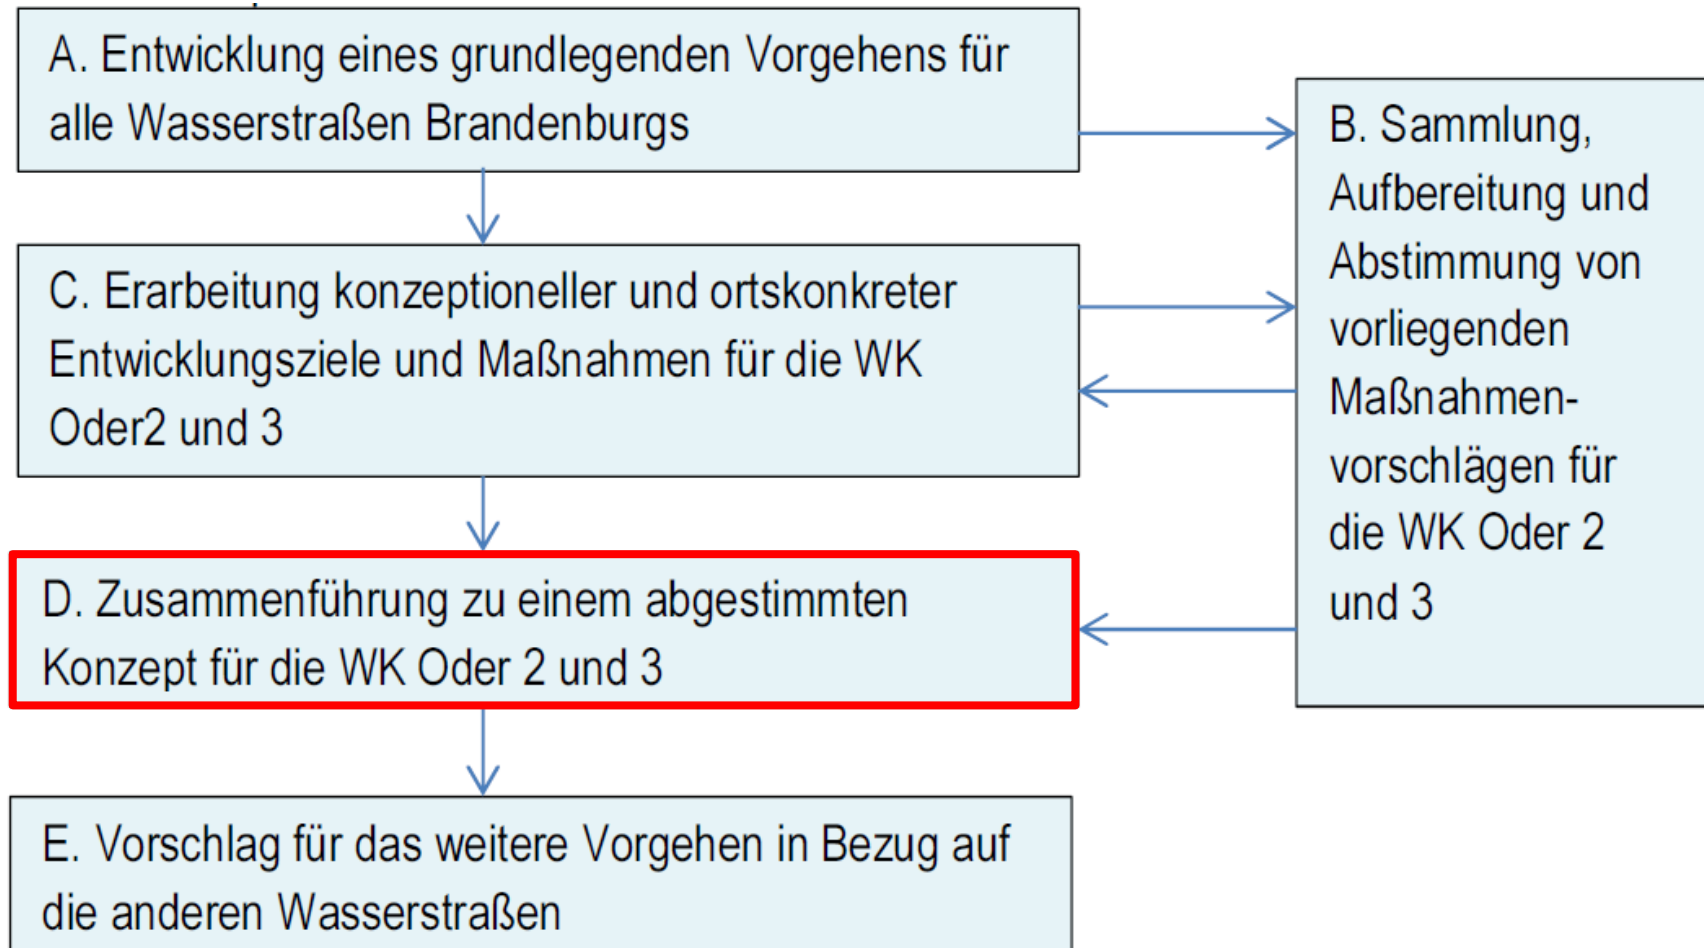 A. Entwicklung eines grundlegenden Vorgehens für
alle Wasserstraßen Brandenburgs
B. Sammlung,
Aufbereitung und
Abstimmung von
vorliegenden
Maßnahmen-
vorschlägen für
die WK Oder 2
und 3
C. Erarbeitung konzeptioneller und ortskonkreter
Entwicklungsziele und Maßnahmen für die WK
Oder2 und 3
D. Zusammenführung zu einem abgestimmten
Konzept für die WK Oder 2 und 3
E. Vorschlag für das weitere Vorgehen in Bezug auf
die anderen Wasserstraßen